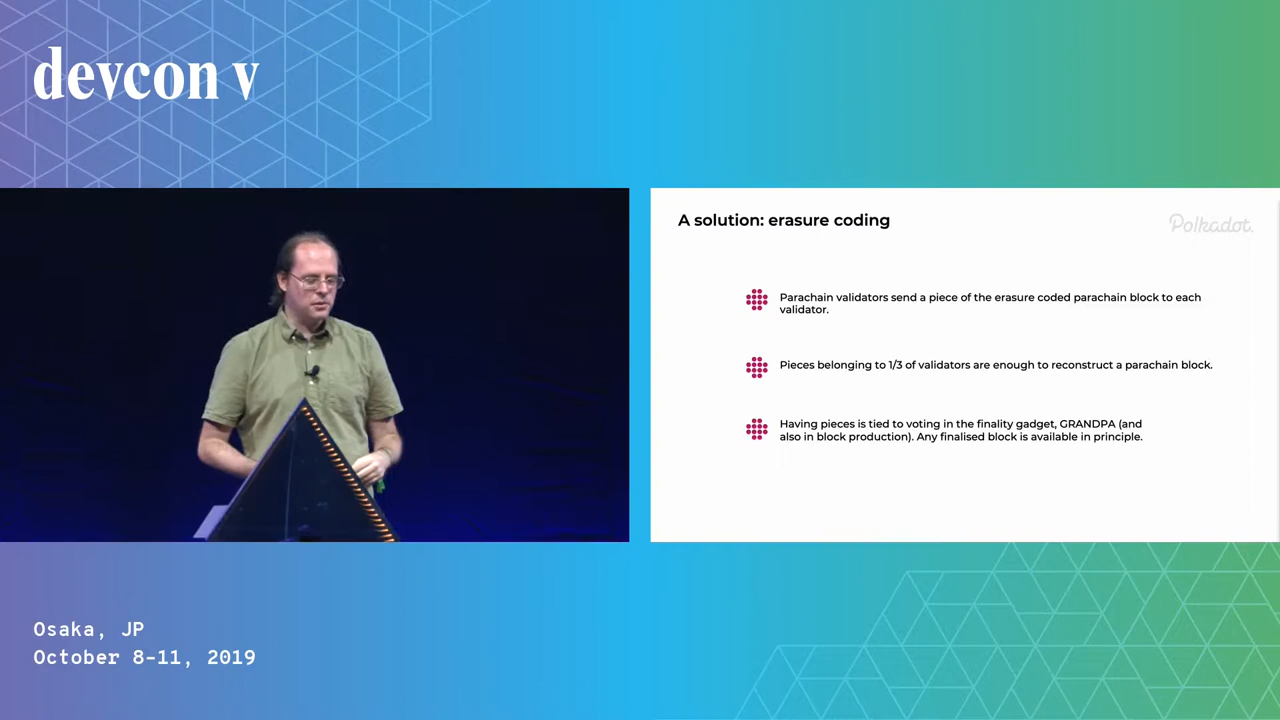 devcon v
A solution: erasure coding
Polkadot.
Parachain validators send a piece of the erasure coded parachain block to each
validator.
Pieces belonging to 1/3 of validators are enough to reconstruct a parachain block.
Having pieces is tied to voting in the finality gadget, GRANDPA (and
also in block production). Any finalised block is available in principle.
Osaka, JP
October 8-11, 2019